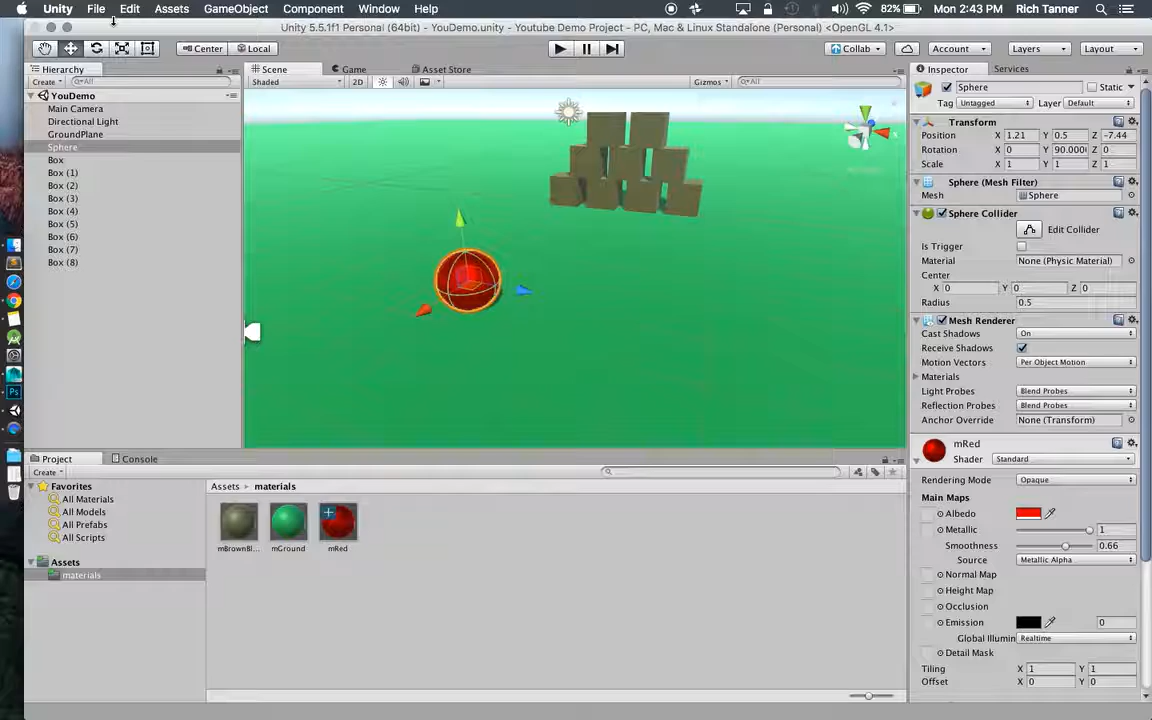 Unity File Edit Assets GameObject Component Window Help 82% Mon 2:43 PM Rich Tanner
Unity 5.5.1f1 Personal (64bit) - YouDemo.unity - Youtube Demo Project - PC, Mac & Linux Standalone (Personal) <OpenGL 4.1>
Center Local Collab Account Layers Layout
Hierarchy Scene Game Asset Store Inspector Services
Create All Shaded 2D Gizmos All
YouDemo
Main Camera
Directional Light
GroundPlane
Sphere
Box
Box (1)
Box (2)
Box (3)
Box (4)
Box (5)
Box (6)
Box (7)
Box (8)
Sphere Static
Tag Untagged Layer Default
Transform
Position X 1.21 Y 0.5 Z -7.44
Rotation X 0 Y 90.0000 Z 0
Scale X 1 Y 1 Z 1
Sphere (Mesh Filter)
Mesh Sphere
Sphere Collider
Edit Collider
Is Trigger
Material None (Physic Material)
Center
X 0 Y 0 Z 0
Radius 0.5
Mesh Renderer
Cast Shadows On
Receive Shadows
Motion Vectors Per Object Motion
Materials
Light Probes Blend Probes
Reflection Probes Blend Probes
Anchor Override None (Transform)
mRed
Shader Standard
Rendering Mode Opaque
Main Maps
Albedo
Metallic 1
Smoothness 0.66
Source Metallic Alpha
Normal Map
Height Map
Occlusion
Emission 0
Global Illumin Realtime
Detail Mask
Tiling X 1 Y 1
Offset X 0 Y 0
Project Console
Create
Favorites
All Materials
All Models
All Prefabs
All Scripts
Assets
materials
Assets materials
mBrownBl... mGround mRed